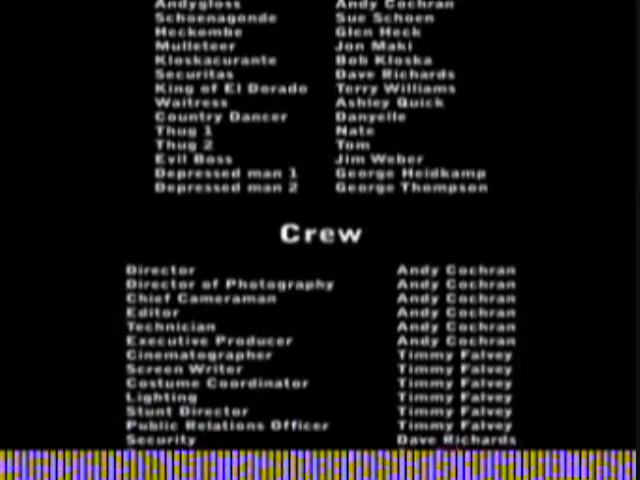 Andygloss Andy Cochran
Schoenagonde Sue Schoen
Heckombe Glen Heck
Mulleteer Jon Maki
Kloskacurante Bob Kloska
Securitas Dave Richards
King of El Dorado Terry Williams
Waitress Ashley Quick
Country Dancer Danyelle
Thug 1 Nate
Thug 2 Tom
Evil Boss Jim Weber
Depressed man 1 George Heidkamp
Depressed man 2 George Thompson
Crew
Director Andy Cochran
Director of Photography Andy Cochran
Chief Cameraman Andy Cochran
Editor Andy Cochran
Technician Andy Cochran
Executive Producer Andy Cochran
Cinematographer Timmy Falvey
Screen Writer Timmy Falvey
Costume Coordinator Timmy Falvey
Lighting Timmy Falvey
Stunt Director Timmy Falvey
Public Relations Officer Timmy Falvey
Security Dave Richards